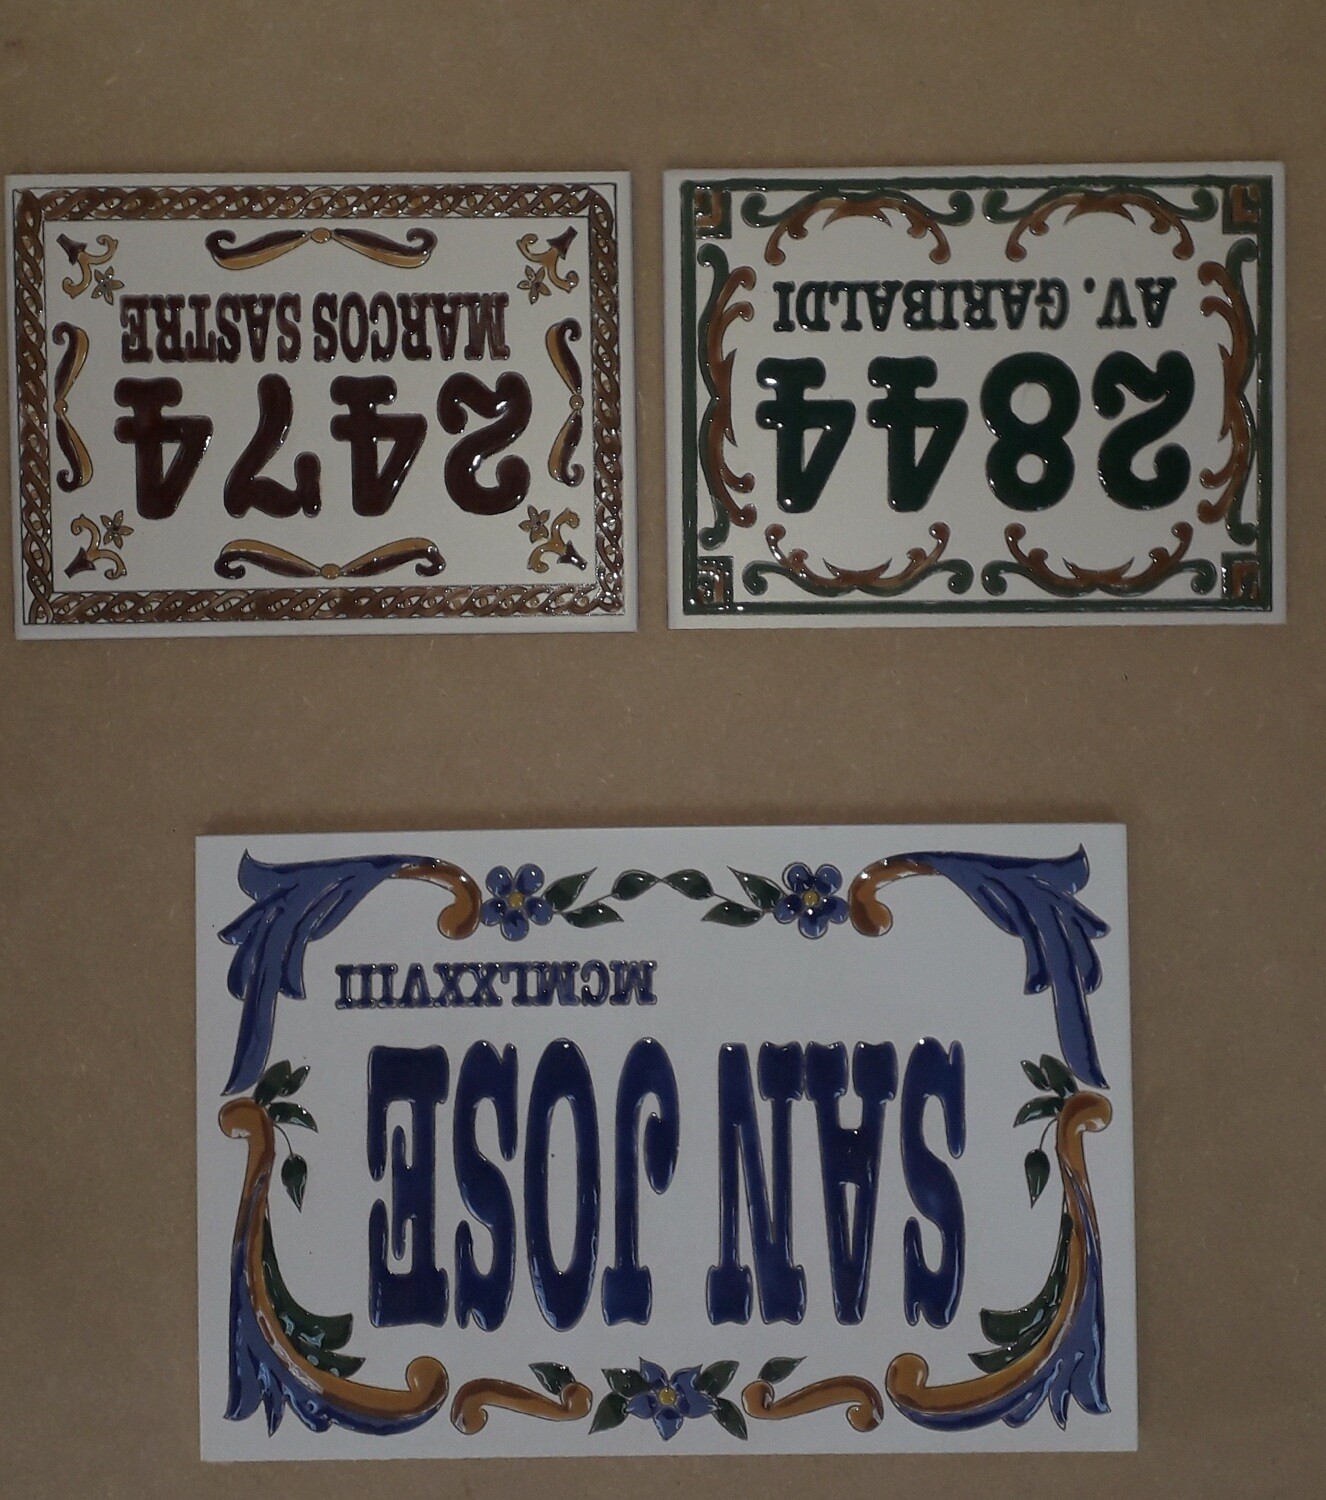 SAN JOSE
MCMLXXVIII
2844
AV. GARIBALDI
2474
MARCOS SASTRE